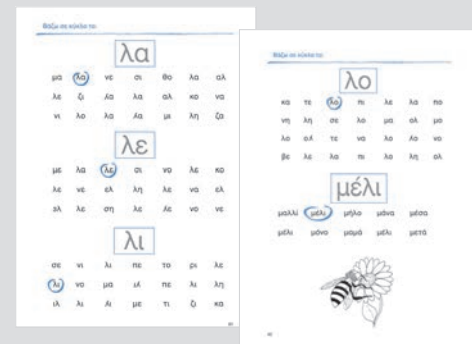 Βάζω σε κύκλο το:
λα
μα λα νε σι θο λα αλ
λε ζι λα λα αλ κο να
νι λο λα λα μι λη ζα
λε
με λα λε σι νο λε κο
λε νε ελ λη λε να ελ
ελ λε ση λε λε νο νε
λι
σε νι λι πε το ρι λε
λι νο μα λι πε λι λη
ιλ λι λι με τι ζι κα
Βάζω σε κύκλο το:
λο
κα τε λο πι λε λα πο
νη λη σε λο μα ολ μο
λο ολ τε να λο λο νο
βε λε λα πι λο λη ολ
μέλι
μαλλί μέλι μήλο μάνα μέσα
μέλι μόνο μαμά μέλι μετά